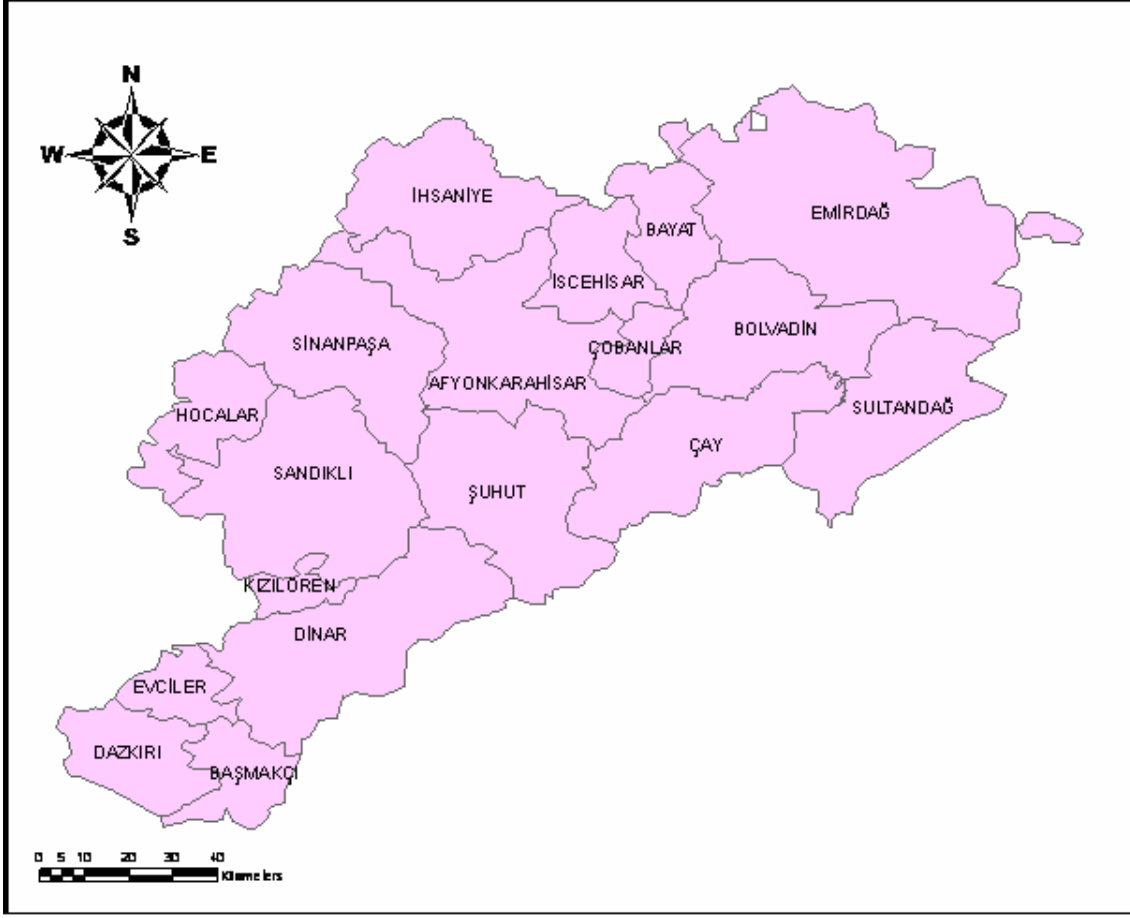 N
W E
S
İHSANİYE
EMİRDAĞ
BAYAT
İSCEHİSAR
BOLVADİN
SİNANPAŞA
ÇOBANLAR
AFYONKARAHİSAR
SULTANDAĞ
HOCALAR
ÇAY
SANDIKLI
ŞUHUT
KIZILÖREN
DİNAR
EVCİLER
DAZKIRI
BAŞMAKÇI
0 5 10 20 30 40
Kilometers